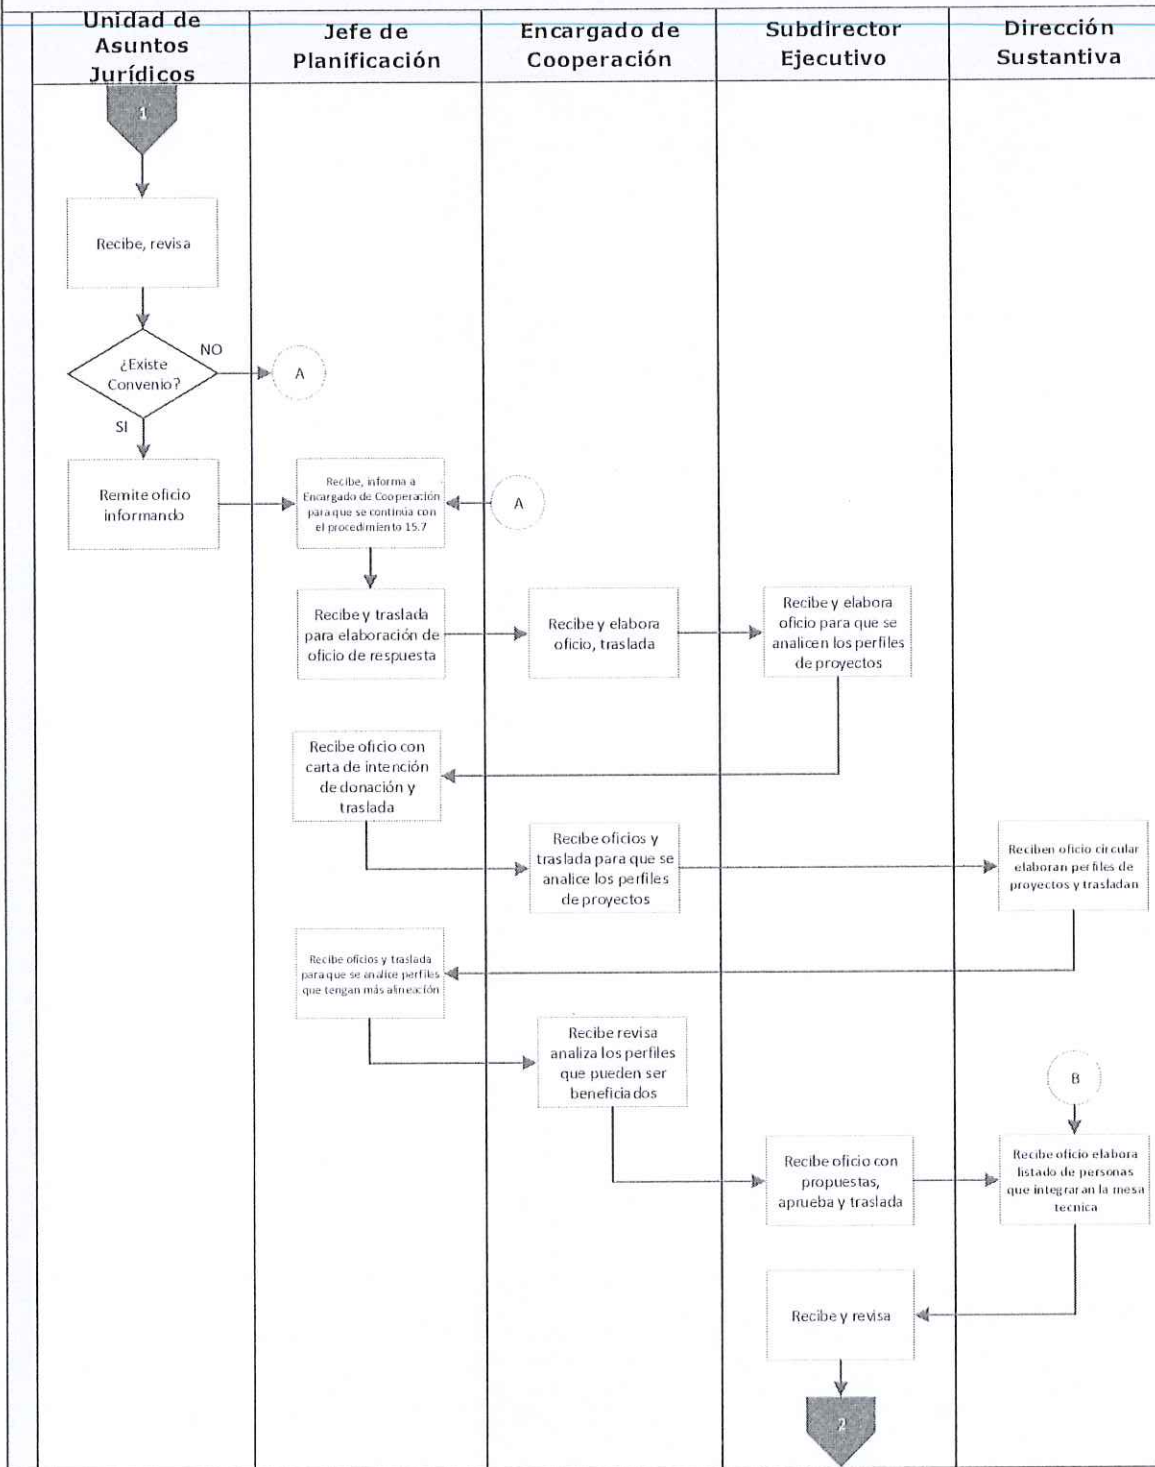 Unidad de
Asuntos
Jurídicos
Jefe de
Planificación
Encargado de
Cooperación
Subdirector
Ejecutivo
Dirección
Sustantiva
1
Recibe, revisa
¿Existe
Convenio?
NO
A
SI
Remite oficio
informando
Recibe, informa a
Encargado de Cooperación
para que se continúa con
el procedimiento 15.7
A
Recibe y traslada
para elaboración de
oficio de respuesta
Recibe y elabora
oficio, traslada
Recibe y elabora
oficio para que se
analicen los perfiles
de proyectos
Recibe oficio con
carta de intención
de donación y
traslada
Recibe oficios y
traslada para que se
analice los perfiles
de proyectos
Reciben oficio circular
elaboran perfiles de
proyectos y trasladan
Recibe oficios y traslada
para que se analice perfiles
que tengan más alineación
Recibe revisa
analiza los perfiles
que pueden ser
beneficiados
B
Recibe oficio con
propuestas,
aprueba y traslada
Recibe oficio elabora
listado de personas
que integraran la mesa
tecnica
Recibe y revisa
2